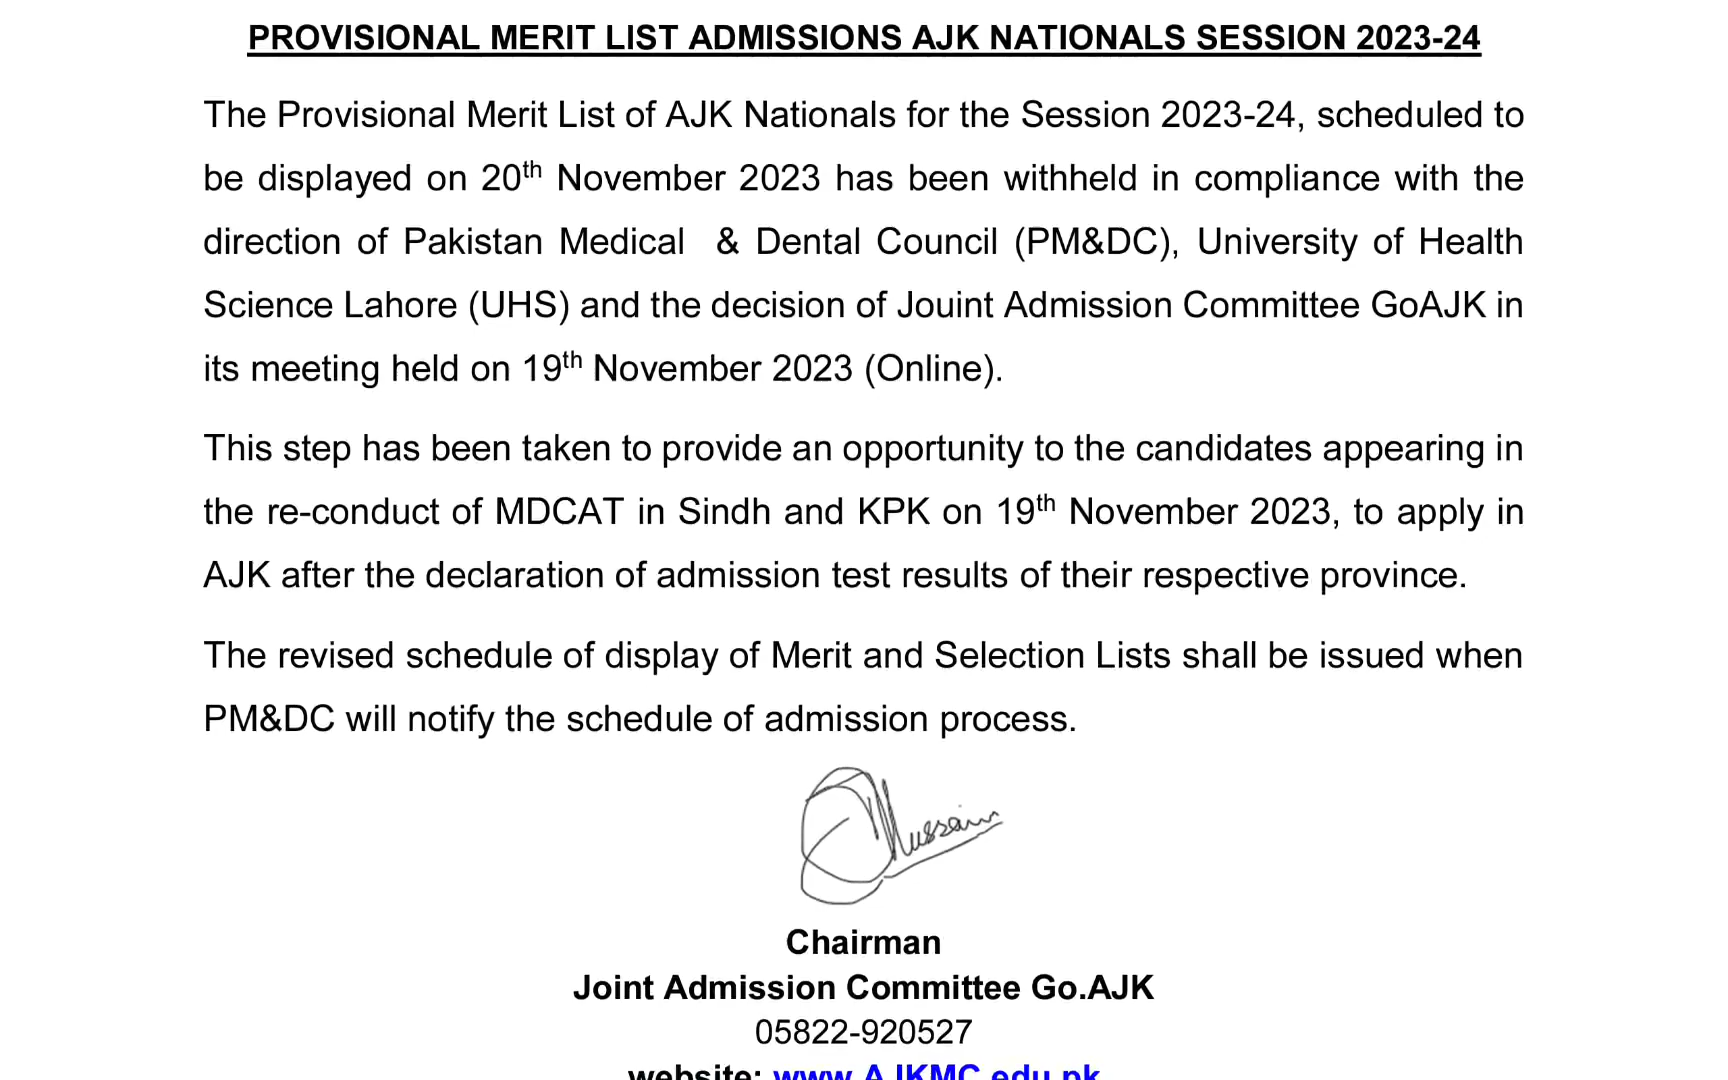 PROVISIONAL MERIT LIST ADMISSIONS AJK NATIONALS SESSION 2023-24
The Provisional Merit List of AJK Nationals for the Session 2023-24, scheduled to
be displayed on 20th November 2023 has been withheld in compliance with the
direction of Pakistan Medical & Dental Council (PM&DC), University of Health
Science Lahore (UHS) and the decision of Jouint Admission Committee GoAJK in
its meeting held on 19th November 2023 (Online).
This step has been taken to provide an opportunity to the candidates appearing in
the re-conduct of MDCAT in Sindh and KPK on 19th November 2023, to apply in
AJK after the declaration of admission test results of their respective province.
The revised schedule of display of Merit and Selection Lists shall be issued when
PM&DC will notify the schedule of admission process.
Hussain
Chairman
Joint Admission Committee Go.AJK
05822-920527
website: www.AJKMC.edu.pk